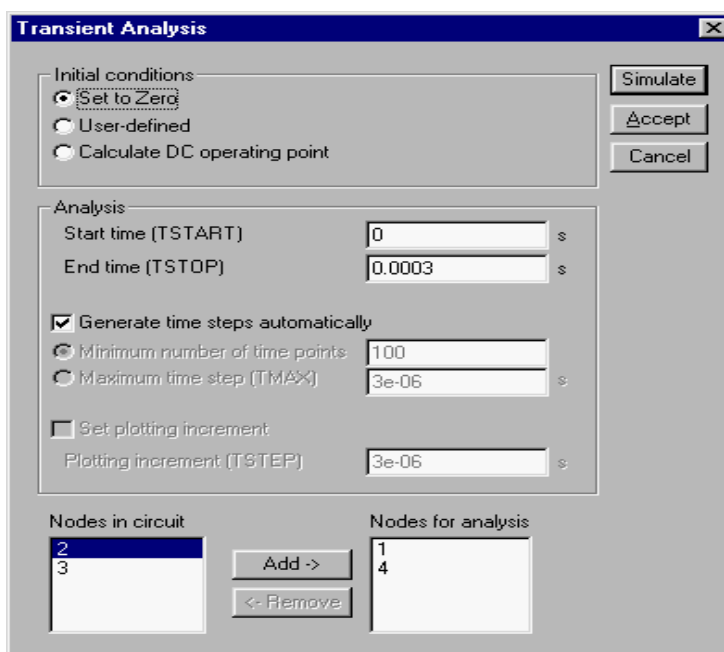 Transient Analysis
Initial conditions
Set to Zero
User-defined
Calculate DC operating point
Simulate
Accept
Cancel
Analysis
Start time (TSTART) 0 s
End time (TSTOP) 0.0003 s
Generate time steps automatically
Minimum number of time points 100
Maximum time step (TMAX) 3e-06 s
Set plotting increment
Plotting increment (TSTEP) 3e-06 s
Nodes in circuit
2
3
Add ->
<- Remove
Nodes for analysis
1
4